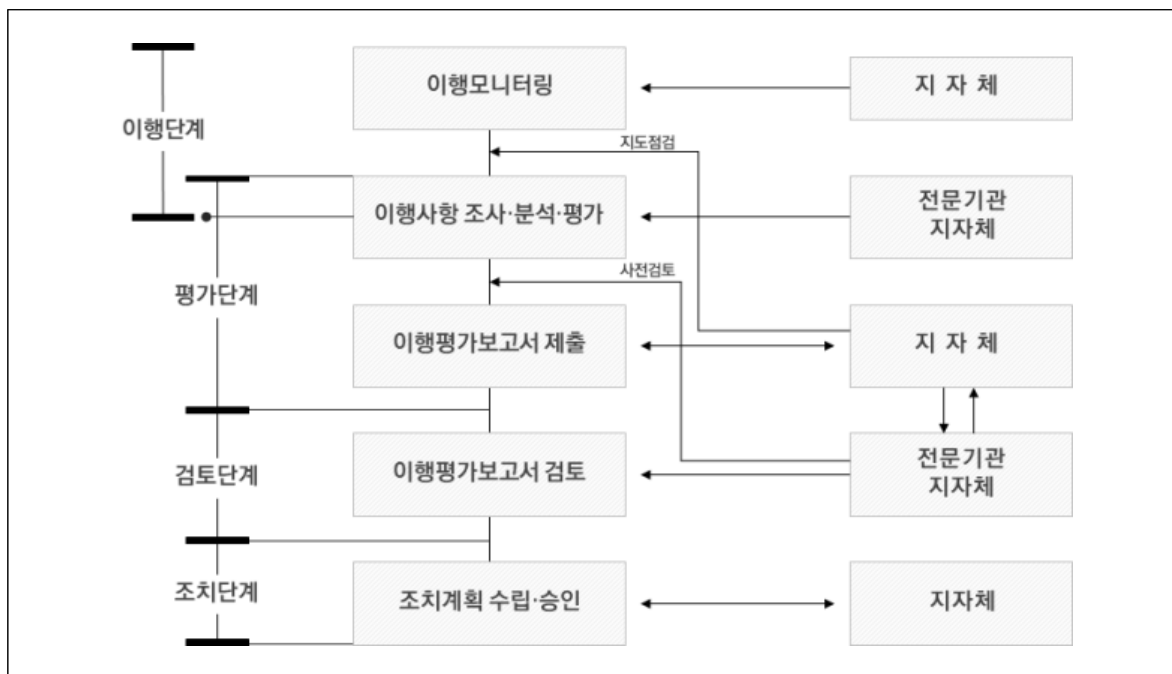 이행모니터링
지 자 체
이행단계
지도점검
이행사항 조사·분석·평가
전문기관
지자체
사전검토
평가단계
이행평가보고서 제출
지 자 체
검토단계
이행평가보고서 검토
전문기관
지자체
조치단계
조치계획 수립·승인
지자체